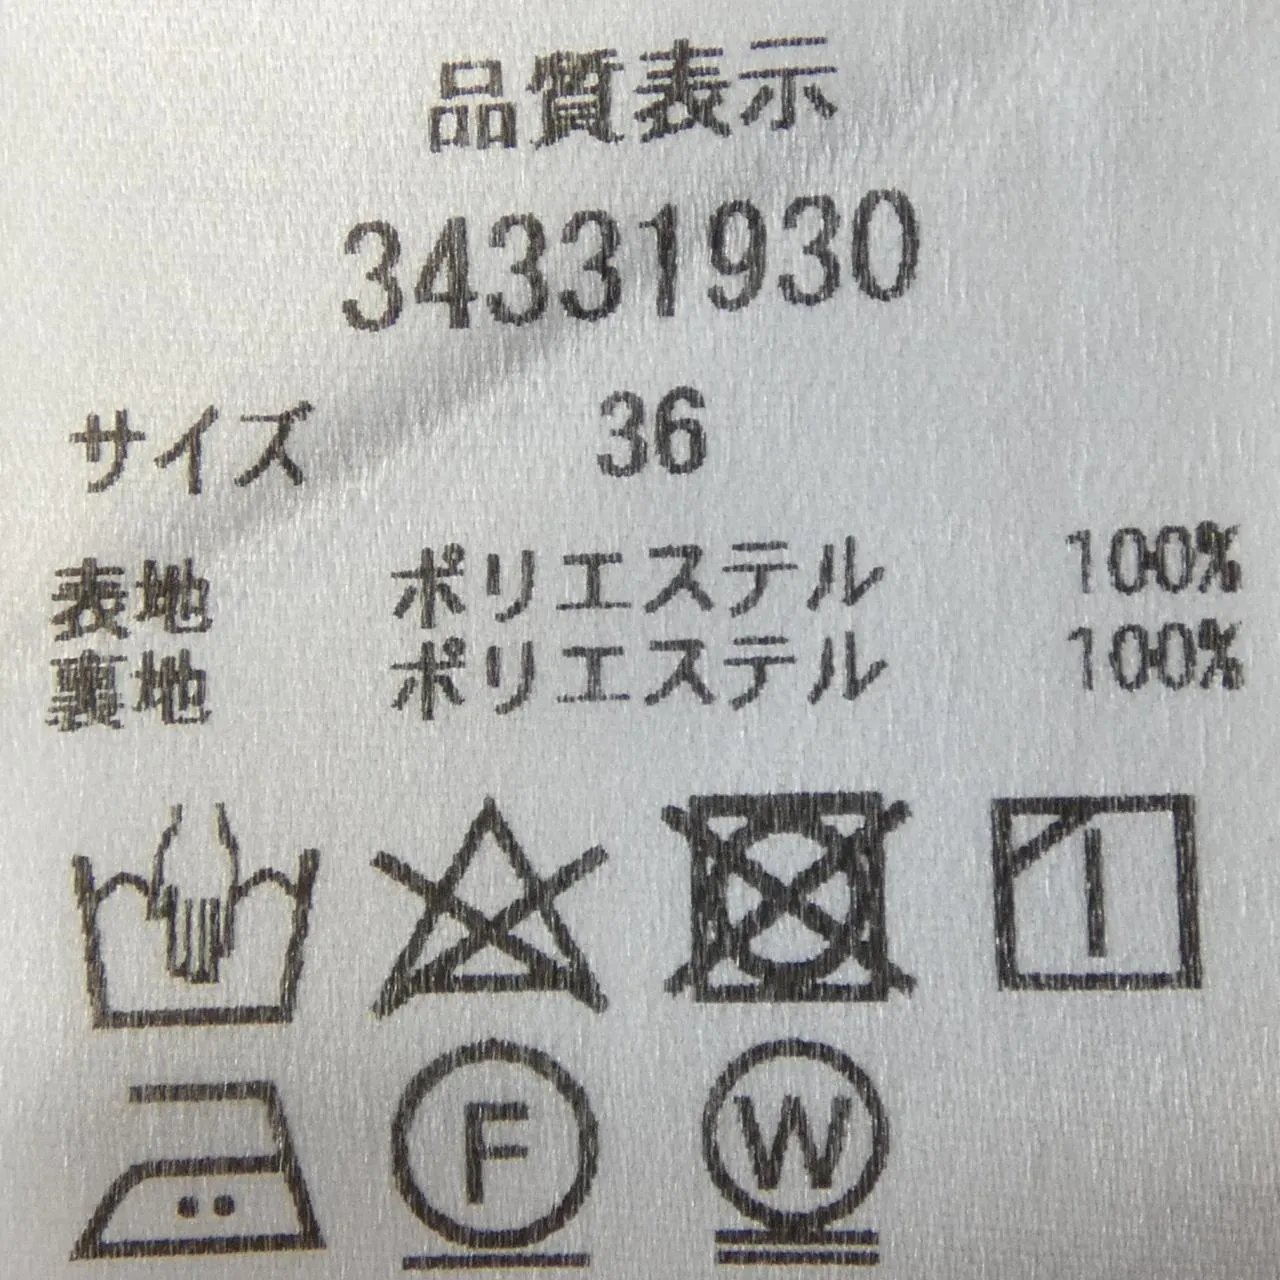 品質表示
34331930
サイズ 36
表地 ポリエステル 100%
裏地 ポリエステル 100%
F W